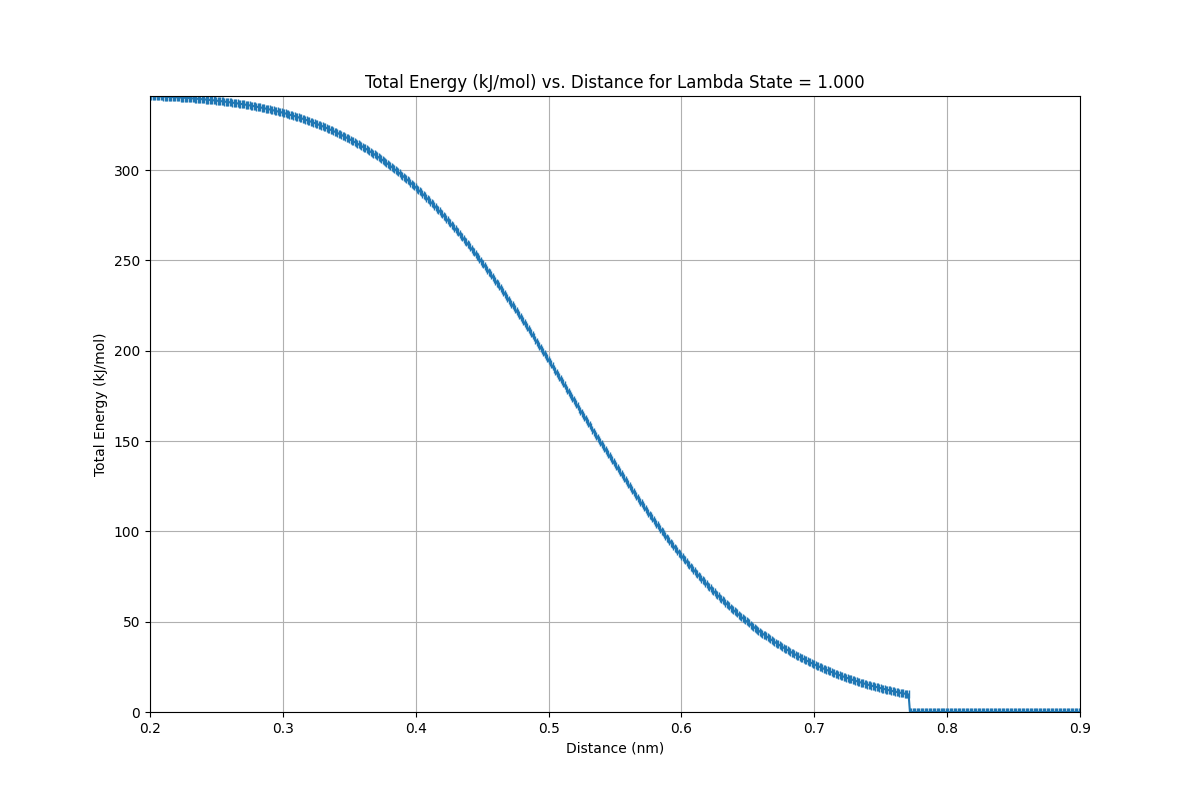 Total Energy (kJ/mol) vs. Distance for Lambda State = 1.000
Total Energy (kJ/mol)
300
250
200
150
100
50
0
0.2 0.3 0.4 0.5 0.6 0.7 0.8 0.9
Distance (nm)